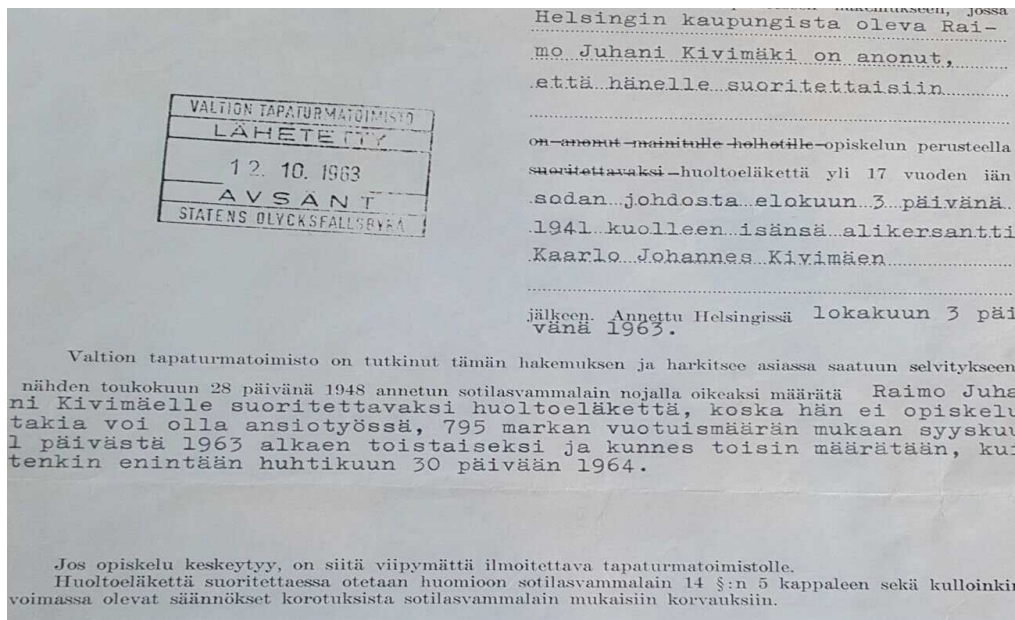 hakemukseen, jossa
Helsingin kaupungista oleva Rai-
mo Juhani Kivimäki on anonut,
että hänelle suoritettaisiin
VALTION TAPATURMATOIMISTO
LÄHETETTY
12. 10. 1963
AVSÄNT
STATENS OLYCKSFALLSBYRÅ
on anonut mainitulle holhotille opiskelun perusteella
suoritettavaksi huoltoeläkettä yli 17 vuoden iän
sodan johdosta elokuun 3 päivänä
1941 kuolleen isänsä alikersantti
Kaarlo Johannes Kivimäen
jälkeen. Annettu Helsingissä lokakuun 3 päi
vänä 1963.
Valtion tapaturmatoimisto on tutkinut tämän hakemuksen ja harkitsee asiassa saatuun selvitykseen
nähden toukokuun 28 päivänä 1948 annetun sotilasvammalain nojalla oikeaksi määrätä Raimo Juha
ni Kivimäelle suoritettavaksi huoltoeläkettä, koska hän ei opiskelu
takia voi olla ansiotyössä, 795 markan vuotuismäärän mukaan syysku
1 päivästä 1963 alkaen toistaiseksi ja kunnes toisin määrätään, kui
tenkin enintään huhtikuun 30 päivään 1964.
Jos opiskelu keskeytyy, on siitä viipymättä ilmoitettava tapaturmatoimistolle.
Huoltoeläkettä suoritettaessa otetaan huomioon sotilasvammalain 14 §:n 5 kappaleen sekä kulloinkin
voimassa olevat säännökset korotuksista sotilasvammalain mukaisiin korvauksiin.